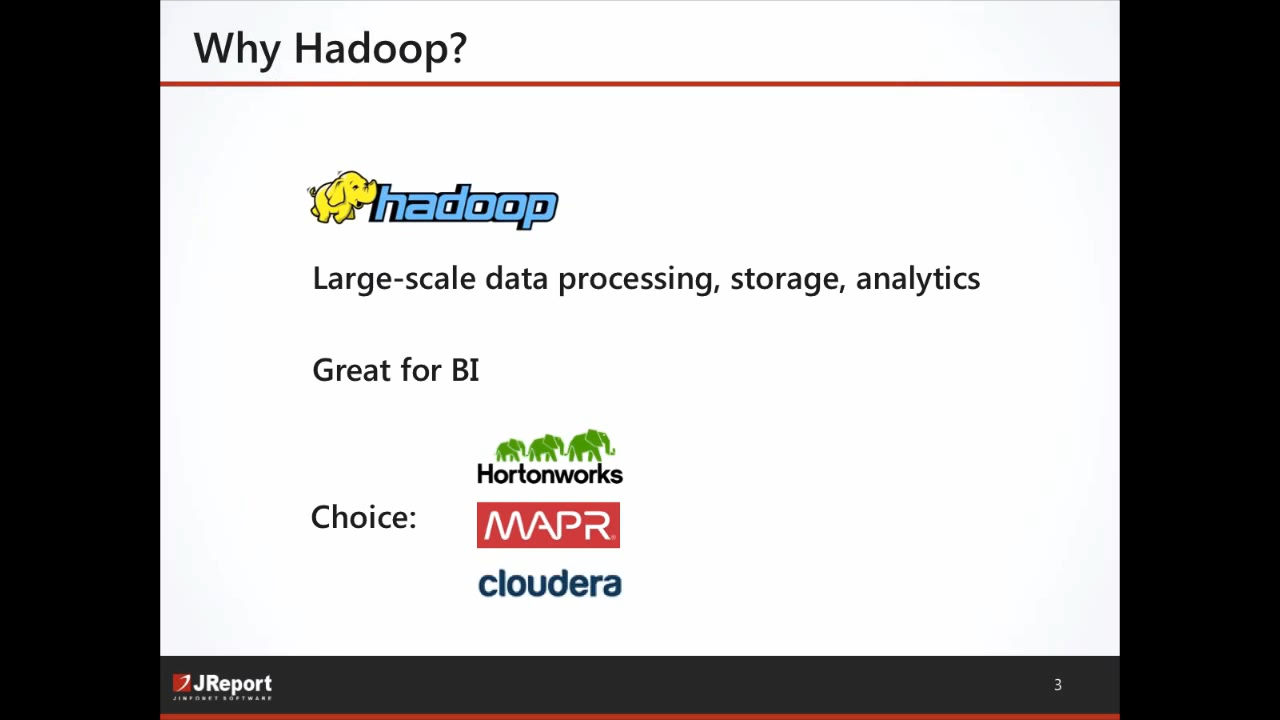 Why Hadoop?
hadoop
Large-scale data processing, storage, analytics
Great for BI
Hortonworks
Choice:
MAPR
cloudera
JReport
JINFONET SOFTWARE
3